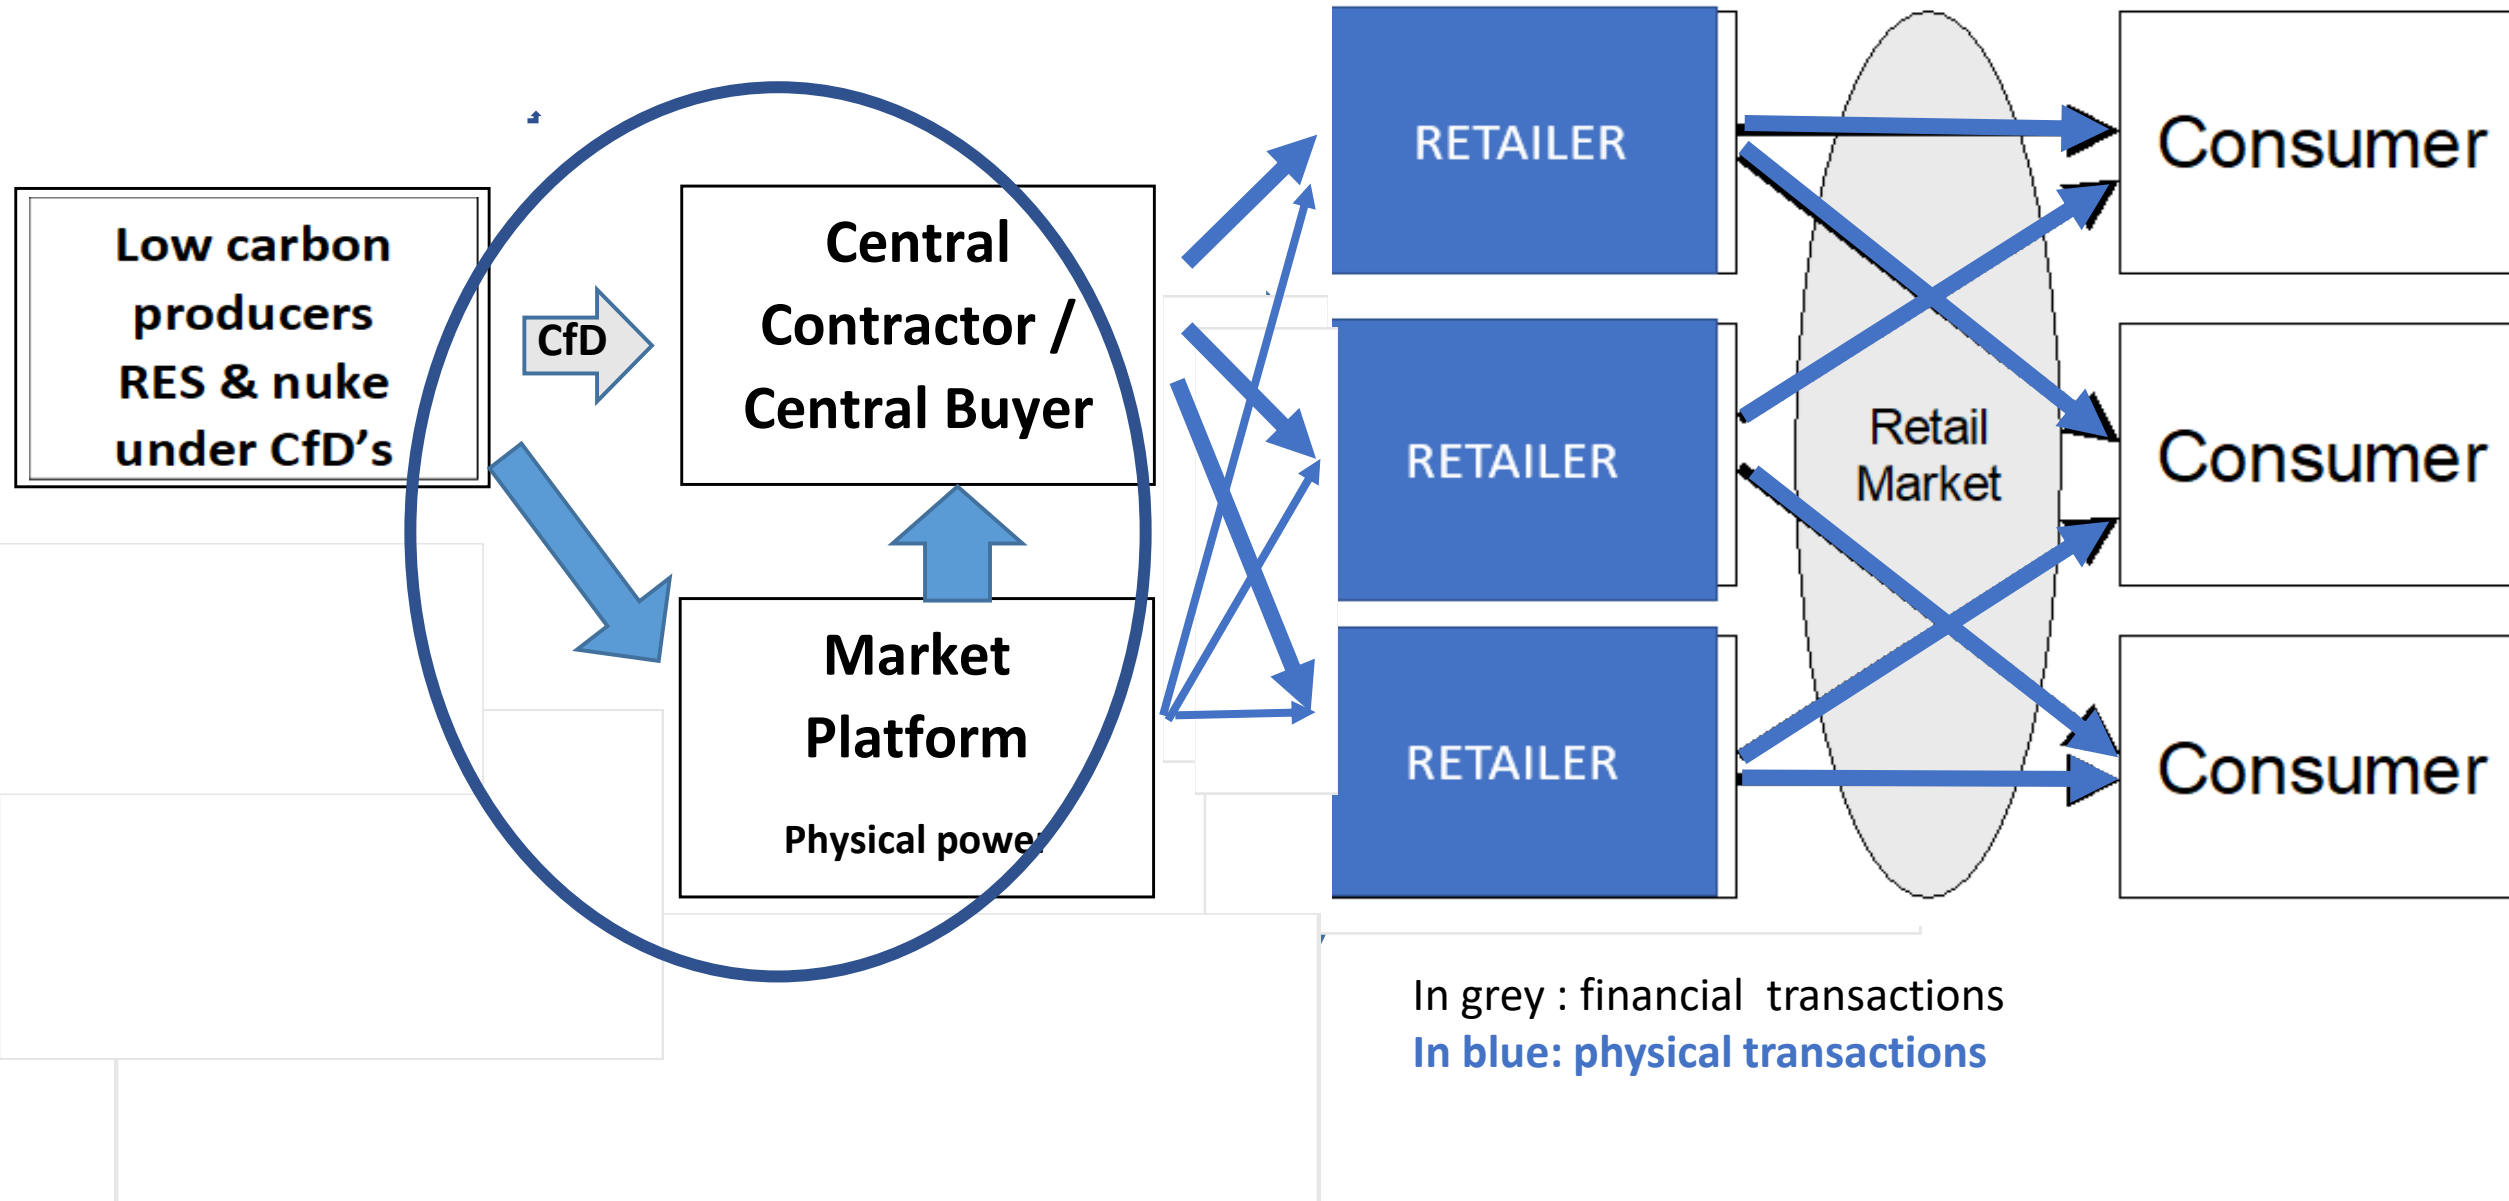 Low carbon
producers
RES & nuke
under CfD’s
CfD
Central
Contractor /
Central Buyer
Market
Platform
Physical power
RETAILER
RETAILER
RETAILER
Retail
Market
Consumer
Consumer
Consumer
In grey : financial  transactions
In blue: physical transactions